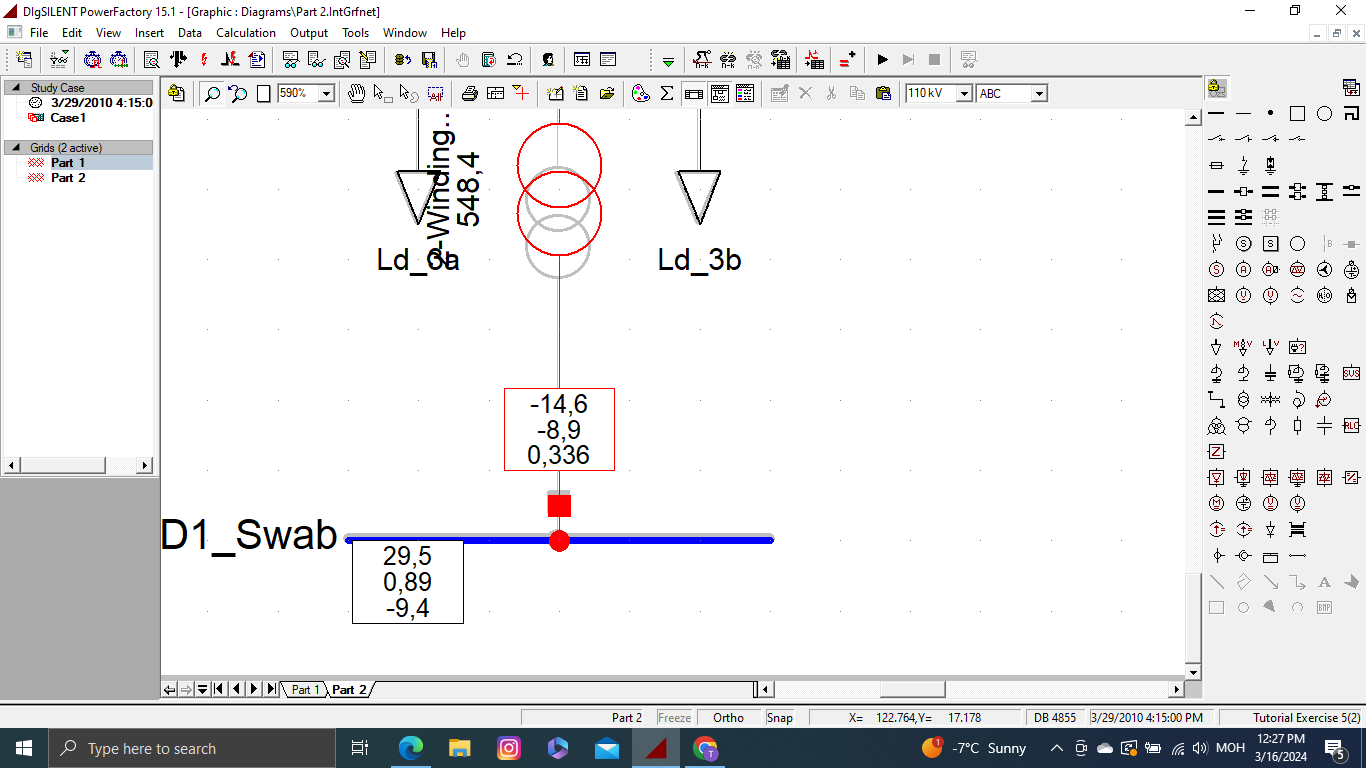 DIgSILENT PowerFactory 15.1 - [Graphic : Diagrams\Part 2.IntGrfnet]
File Edit View Insert Data Calculation Output Tools Window Help
Study Case
3/29/2010 4:15:0
Case1
Grids (2 active)
Part 1
Part 2
590%
110 kV
ABC
548,4
Ld_3b
-14,6
-8,9
0,336
D1_Swab
29,5
0,89
-9,4
SVS
RLC
BMP
Part 1 Part 2
Part 2 Freeze Ortho Snap X= 122.764,Y= 17.178 DB 4855 3/29/2010 4:15:00 PM Tutorial Exercise 5(2)
Type here to search
-7°C Sunny
МОН
12:27 PM
3/16/2024
5